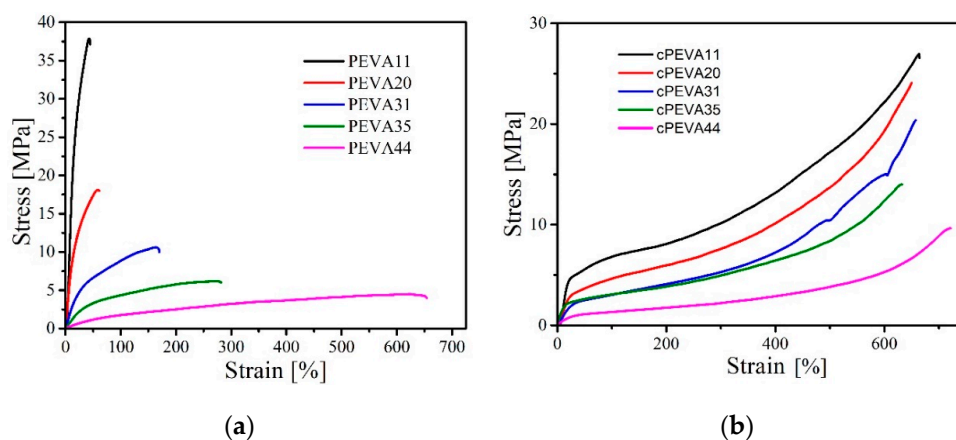 40
35
30
25
20
15
10
5
0
Stress [MPa]
PEVA11
PEVA20
PEVA31
PEVA35
PEVA44
0 100 200 300 400 500 600 700
Strain [%]
(a)
30
20
10
0
Stress [MPa]
cPEVA11
cPEVA20
cPEVA31
cPEVA35
cPEVA44
0 200 400 600
Strain [%]
(b)